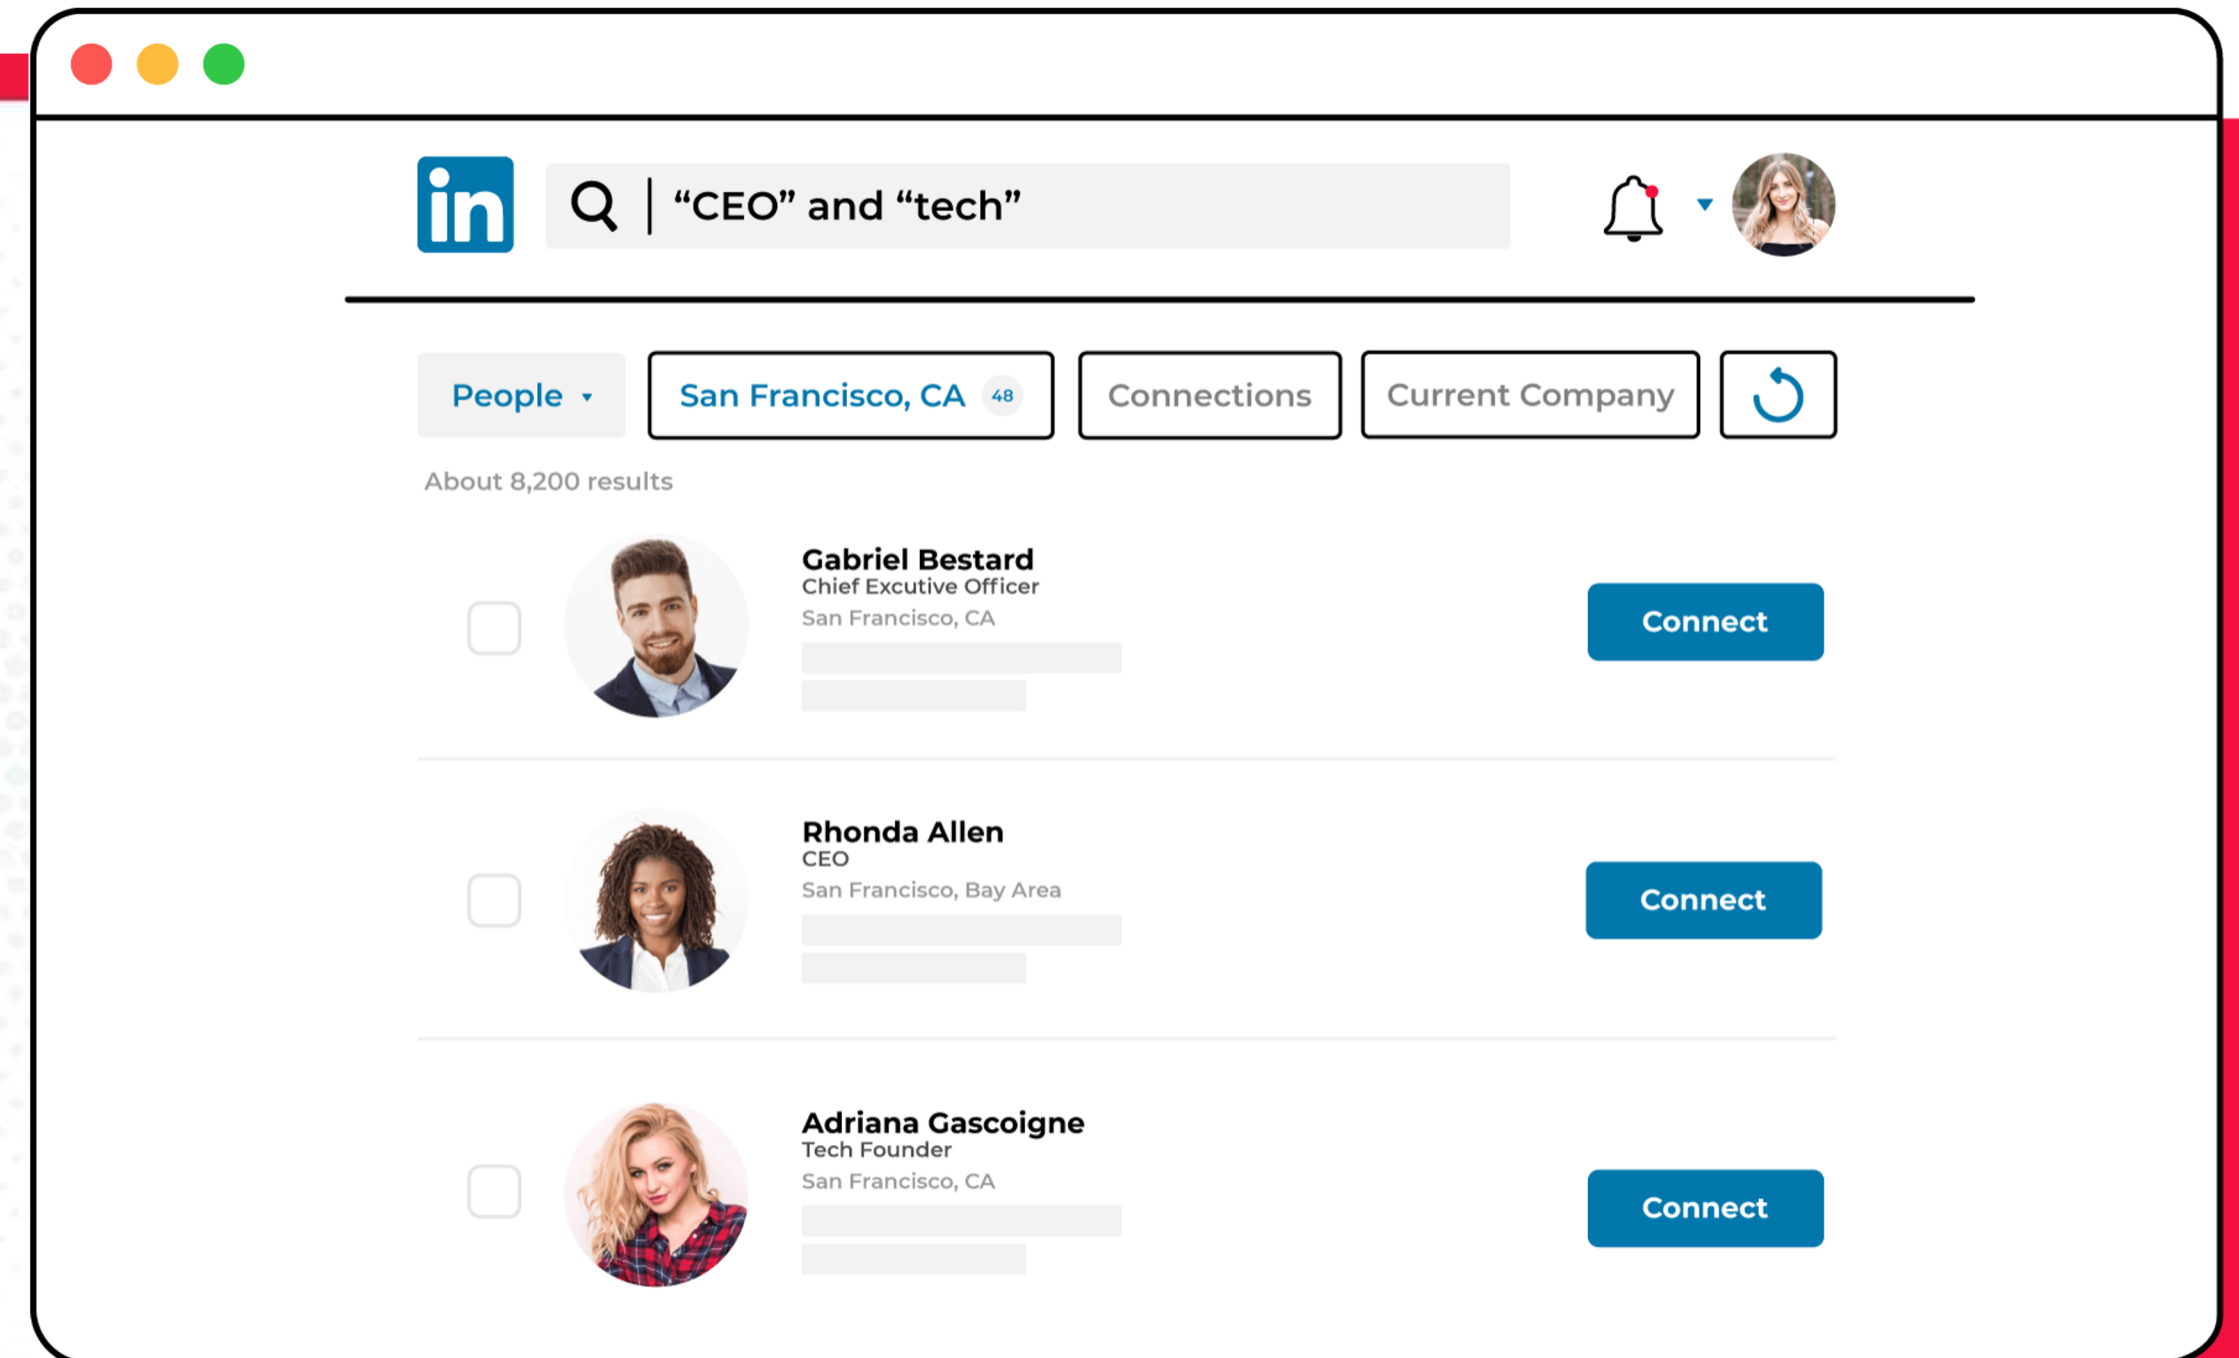 in
“CEO” and “tech”
People
San Francisco, CA 48
Connections
Current Company
About 8,200 results
Gabriel Bestard
Chief Excutive Officer
San Francisco, CA
Connect
Rhonda Allen
CEO
San Francisco, Bay Area
Connect
Adriana Gascoigne
Tech Founder
San Francisco, CA
Connect